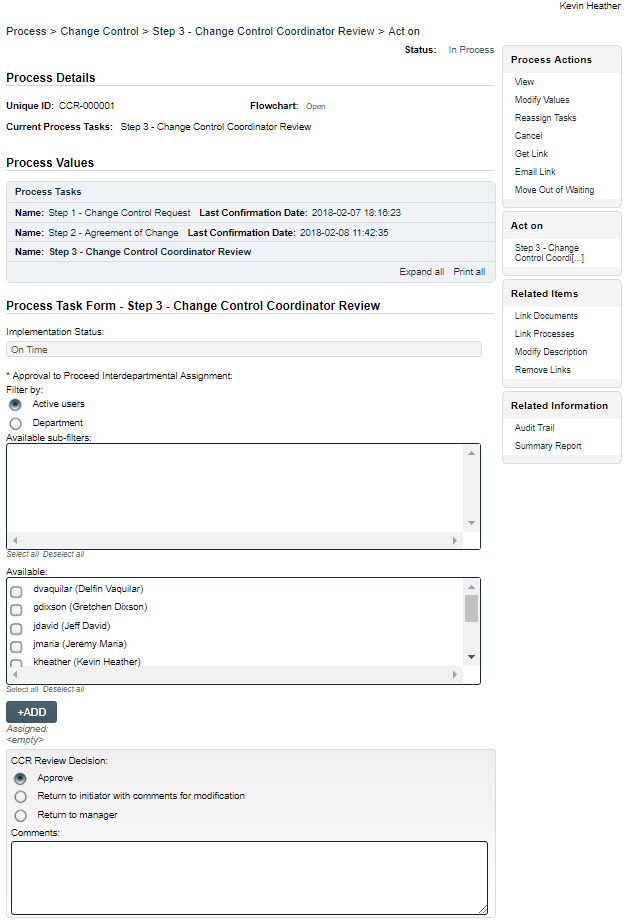 Kevin Heather
Process > Change Control > Step 3 - Change Control Coordinator Review > Act on
Status: In Process
Process Details
Unique ID: CCR-000001 Flowchart: Open
Current Process Tasks: Step 3 - Change Control Coordinator Review
Process Values
Process Tasks
Name: Step 1 - Change Control Request Last Confirmation Date: 2018-02-07 18:16:23
Name: Step 2 - Agreement of Change Last Confirmation Date: 2018-02-08 11:42:35
Name: Step 3 - Change Control Coordinator Review
Expand all Print all
Process Task Form - Step 3 - Change Control Coordinator Review
Implementation Status:
On Time
* Approval to Proceed Interdepartmental Assignment:
Filter by:
Active users
Department
Available sub-filters:
Select all Deselect all
Available:
dvaquilar (Delfin Vaquilar)
gdixson (Gretchen Dixson)
jdavid (Jeff David)
jmaria (Jeremy Maria)
kheather (Kevin Heather)
Select all Deselect all
+ADD
Assigned:
<empty>
CCR Review Decision:
Approve
Return to initiator with comments for modification
Return to manager
Comments:
Process Actions
View
Modify Values
Reassign Tasks
Cancel
Get Link
Email Link
Move Out of Waiting
Act on
Step 3 - Change
Control Coordi[...]
Related Items
Link Documents
Link Processes
Modify Description
Remove Links
Related Information
Audit Trail
Summary Report